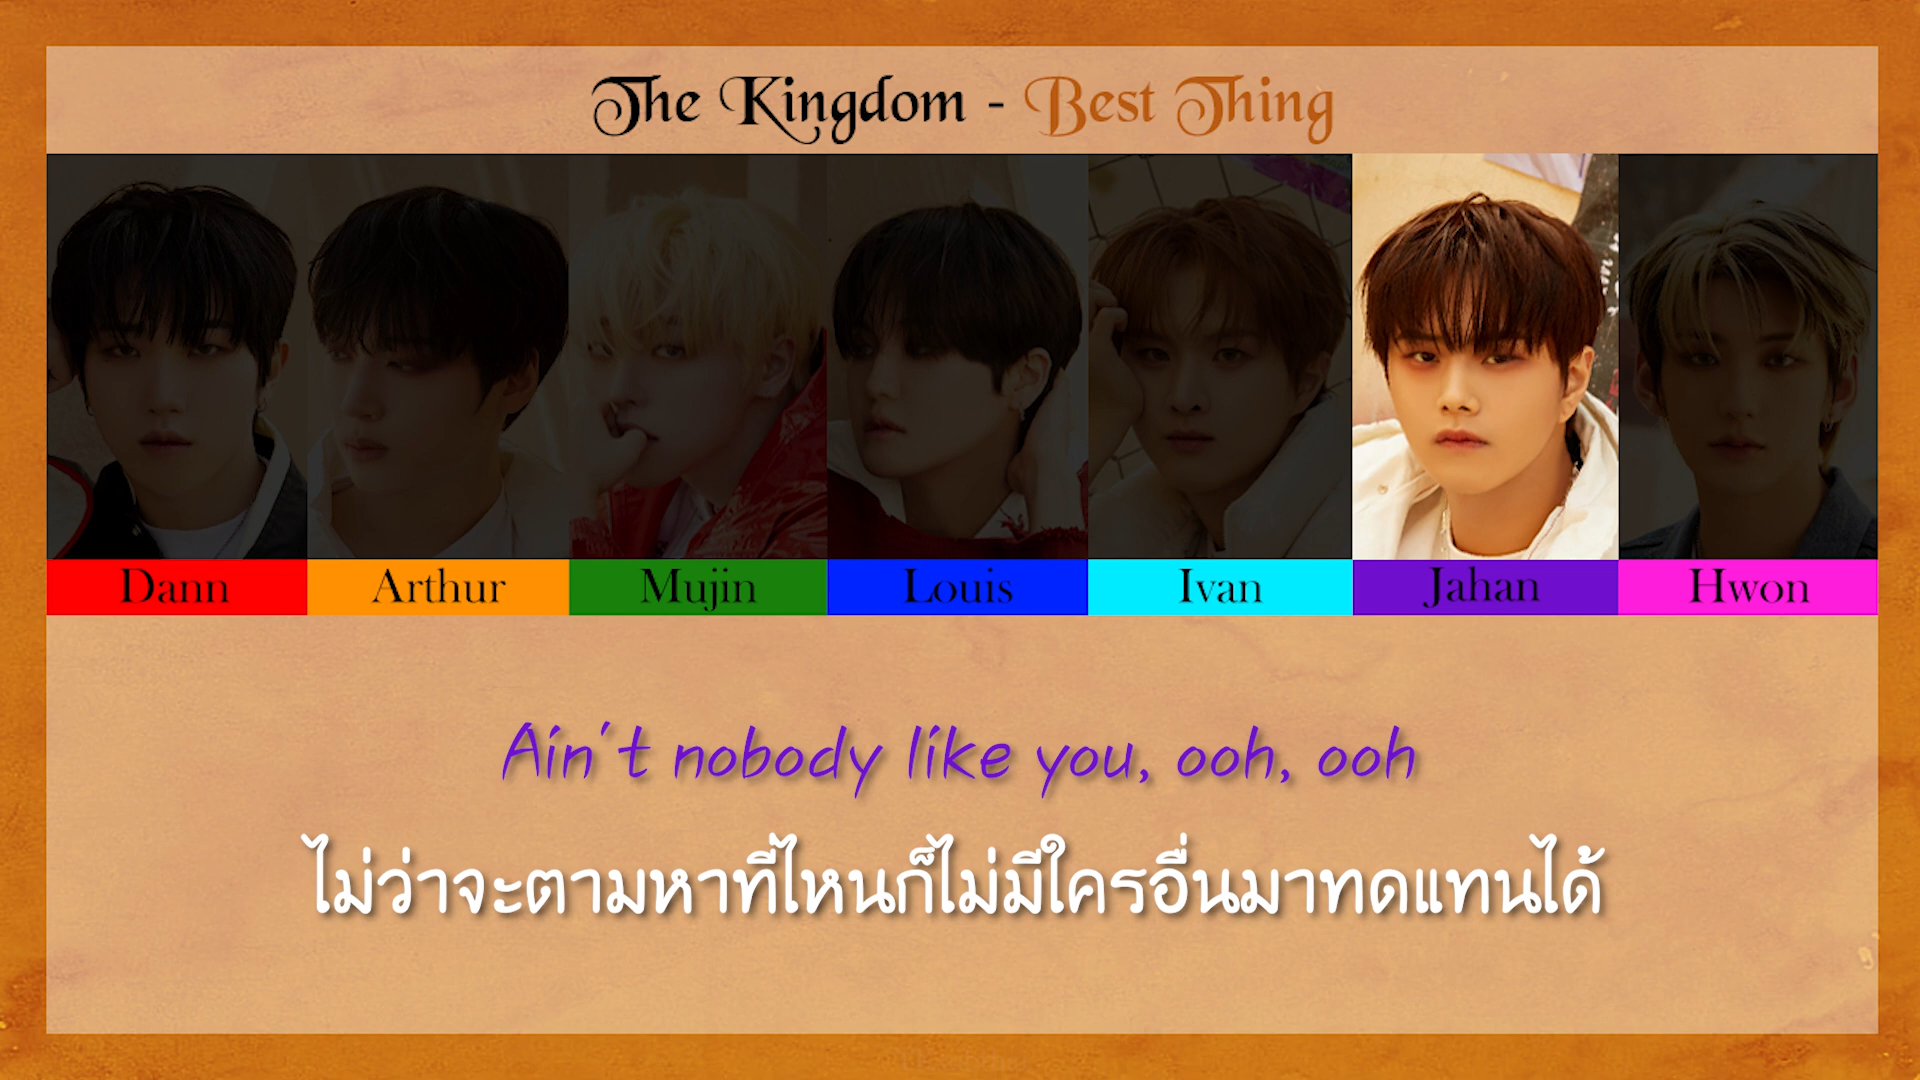 The Kingdom - Best Thing
Dann Arthur Mujin Louis Ivan Jahan Hwon
Ain't nobody like you, ooh, ooh
ไม่ว่าจะตามหาที่ไหนก็ไม่มีใครอื่นมาทดแทนได้